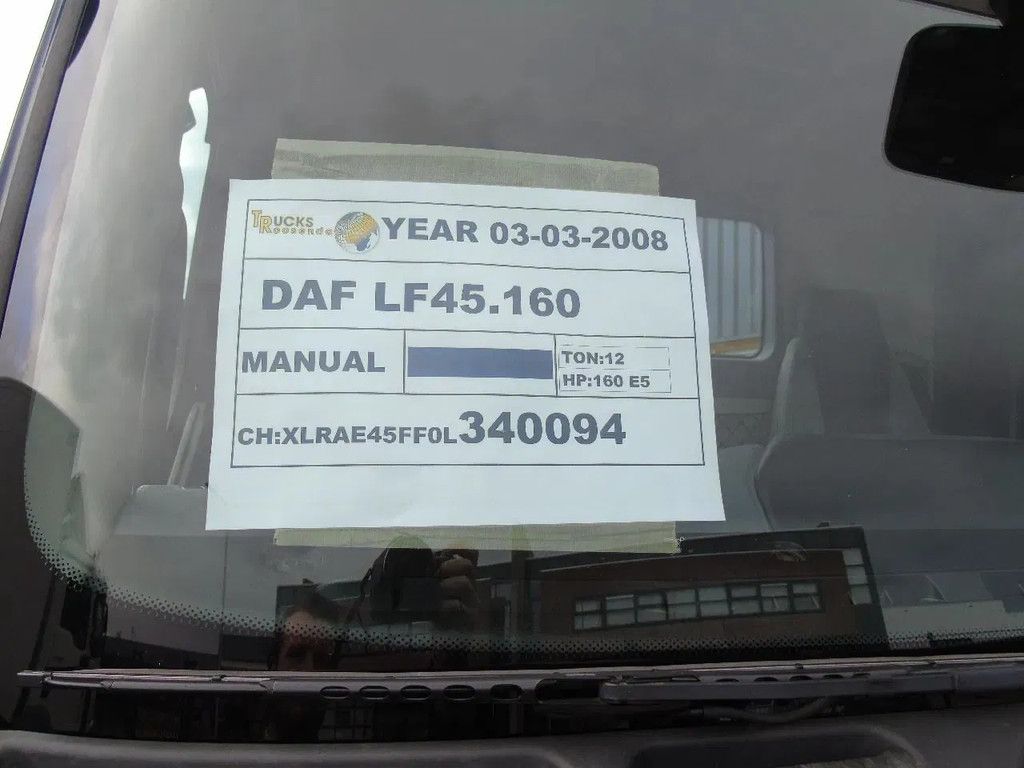 TRUCKS
Roosendaal
YEAR 03-03-2008
DAF LF45.160
MANUAL
TON:12
HP:160 E5
CH:XLRAE45FF0L340094